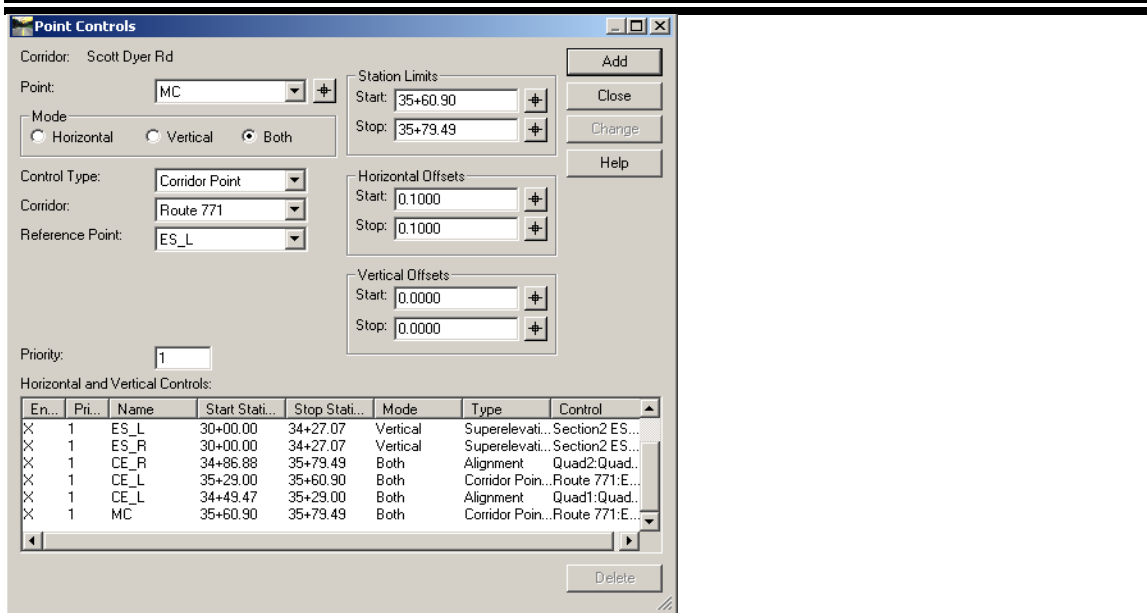 Point Controls
Corridor: Scott Dyer Rd
Point: MC
Mode
Horizontal Vertical Both
Control Type: Corridor Point
Corridor: Route 771
Reference Point: ES_L
Station Limits
Start: 35+60.90
Stop: 35+79.49
Horizontal Offsets
Start: 0.1000
Stop: 0.1000
Vertical Offsets
Start: 0.0000
Stop: 0.0000
Add
Close
Change
Help
Priority: 1
Horizontal and Vertical Controls:
En... Pri... Name Start Stati... Stop Stati... Mode Type Control
X 1 ES_L 30+00.00 34+27.07 Vertical Superelevati... Section2 ES...
X 1 ES_R 30+00.00 34+27.07 Vertical Superelevati... Section2 ES...
X 1 CE_R 34+86.88 35+79.49 Both Alignment Quad2:Quad...
X 1 CE_L 35+29.00 35+60.90 Both Corridor Poin... Route 771:E...
X 1 CE_L 34+49.47 35+29.00 Both Alignment Quad1:Quad...
X 1 MC 35+60.90 35+79.49 Both Corridor Poin... Route 771:E...
Delete